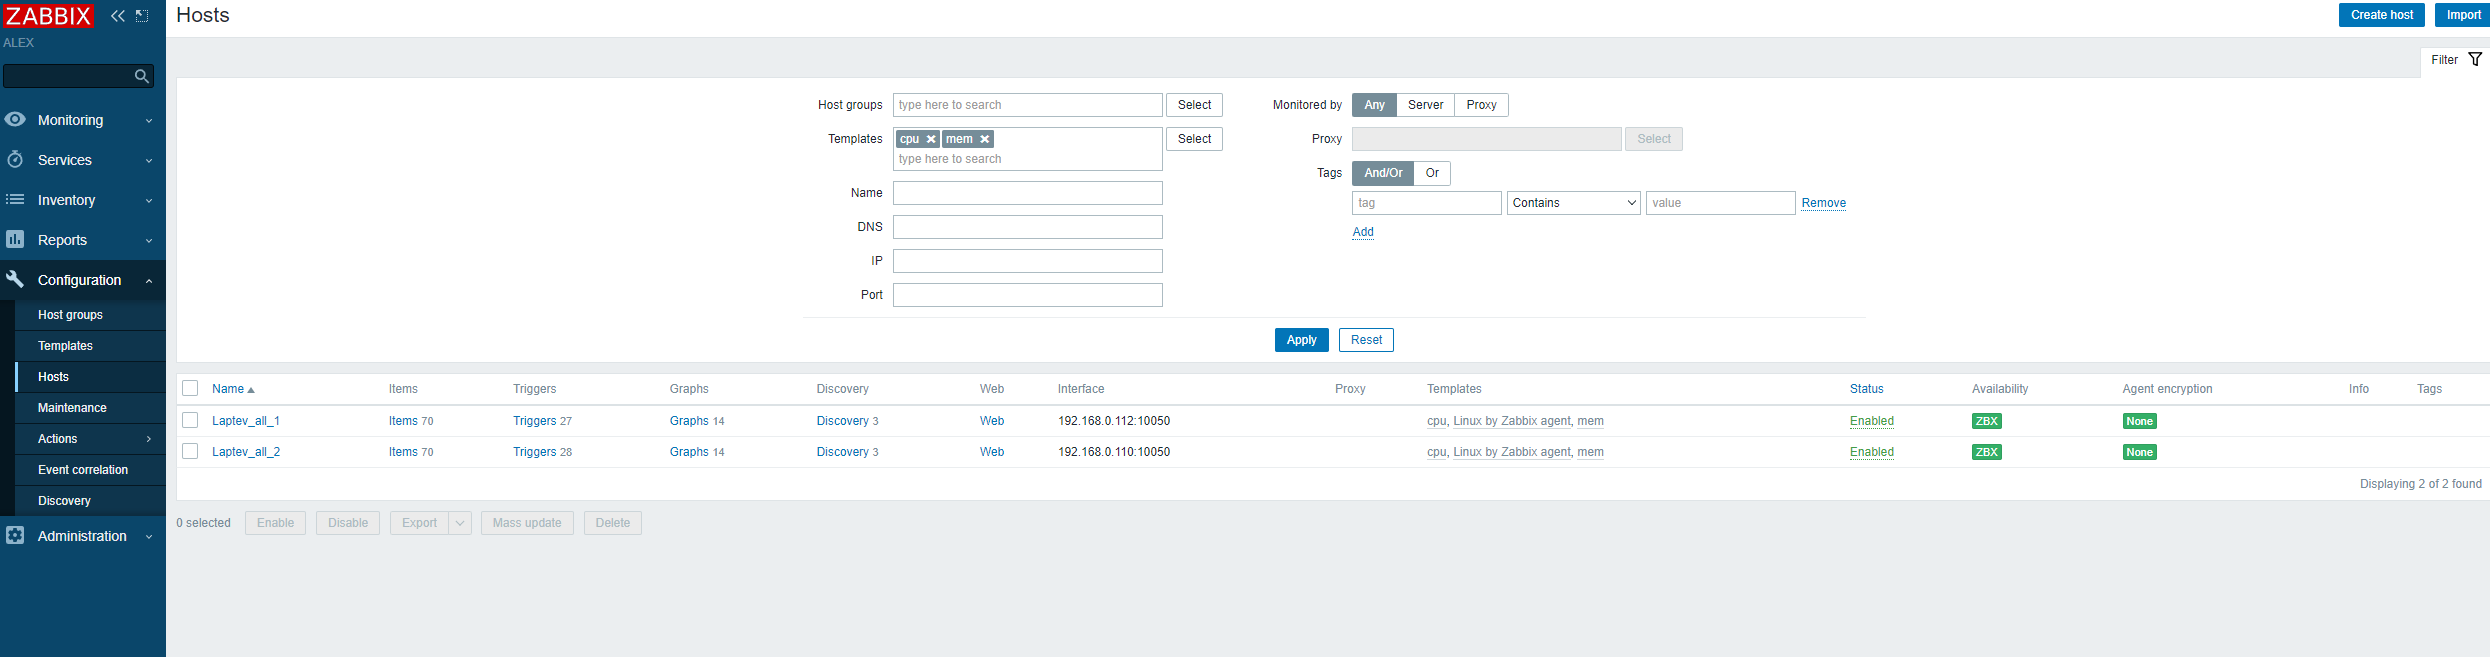 ZABBIX
ALEX
Monitoring
Services
Inventory
Reports
Configuration
Host groups
Templates
Hosts
Maintenance
Actions
Event correlation
Discovery
Administration
Hosts
Create host Import
Filter
Host groups type here to search Select
Templates cpu mem Select
type here to search
Name
DNS
IP
Port
Monitored by Any Server Proxy
Proxy Select
Tags And/Or Or
tag Contains value Remove
Add
Apply Reset
Name Items Triggers Graphs Discovery Web Interface Proxy Templates Status Availability Agent encryption Info Tags
Laptev_all_1 Items 70 Triggers 27 Graphs 14 Discovery 3 Web 192.168.0.112:10050 cpu, Linux by Zabbix agent, mem Enabled ZBX None
Laptev_all_2 Items 70 Triggers 28 Graphs 14 Discovery 3 Web 192.168.0.110:10050 cpu, Linux by Zabbix agent, mem Enabled ZBX None
Displaying 2 of 2 found
0 selected Enable Disable Export Mass update Delete